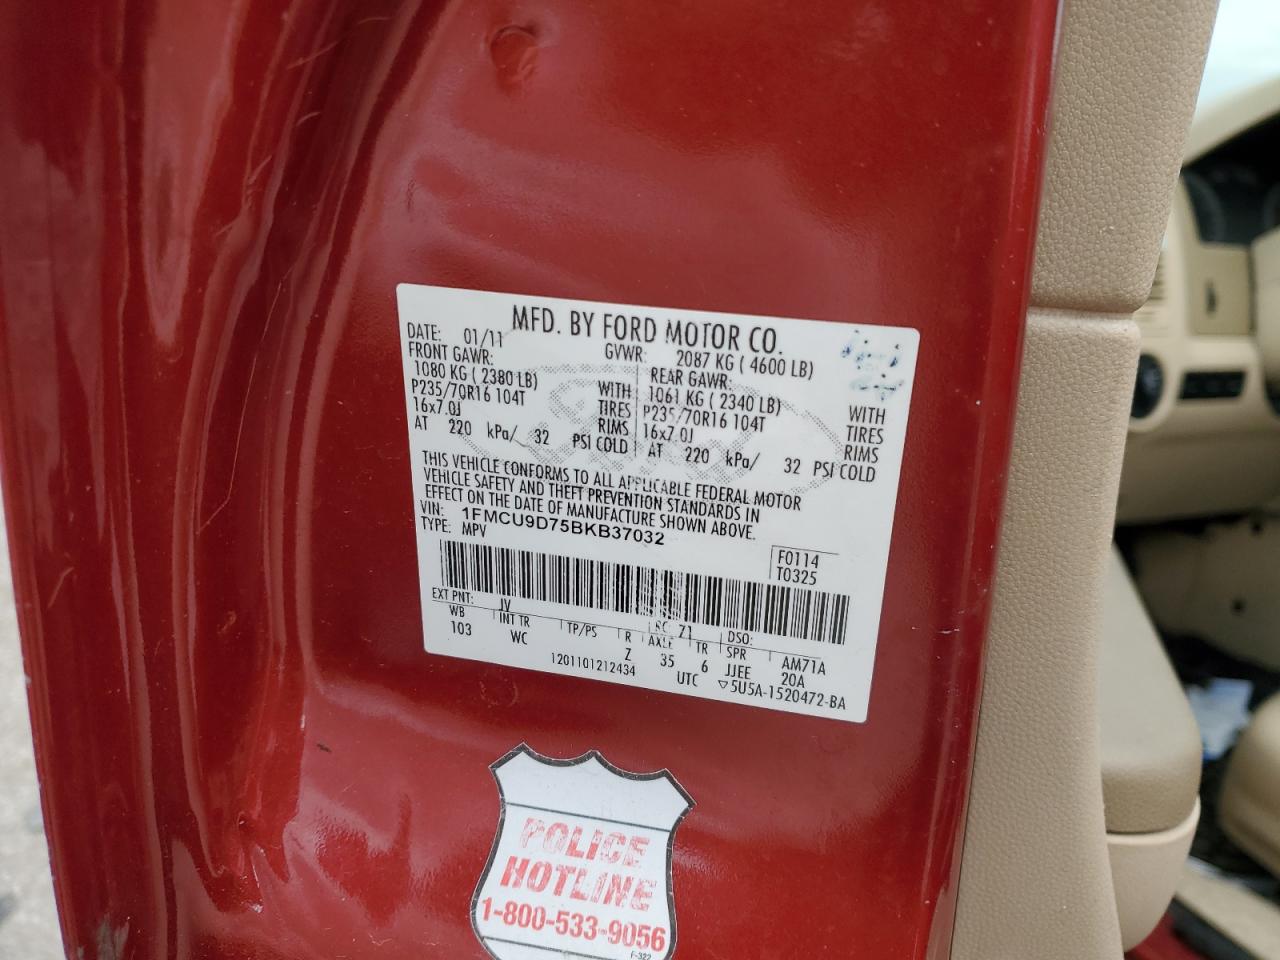 MFD. BY FORD MOTOR CO.
DATE: 01/11 GVWR: 2087 KG ( 4600 LB)
FRONT GAWR: REAR GAWR:
1080 KG ( 2380 LB) WITH 1061 KG ( 2340 LB) WITH
P235/70R16 104T TIRES P235/70R16 104T TIRES
16x7.0J RIMS 16x7.0J RIMS
AT 220 kPa/ 32 PSI COLD AT 220 kPa/ 32 PSI COLD
THIS VEHICLE CONFORMS TO ALL APPLICABLE FEDERAL MOTOR
VEHICLE SAFETY AND THEFT PREVENTION STANDARDS IN
EFFECT ON THE DATE OF MANUFACTURE SHOWN ABOVE.
VIN: 1FMCU9D75BKB37032
TYPE: MPV
F0114
T0325
EXT PNT: JV RC 71 DSO:
WB INT TR TP/PS R AXLE TR SPR AM71A
103 WC Z 35 6 JJEE 20A
1201101212434 UTC ▽5U5A-1520472-BA
POLICE
HOTLINE
1-800-533-9056
F-322